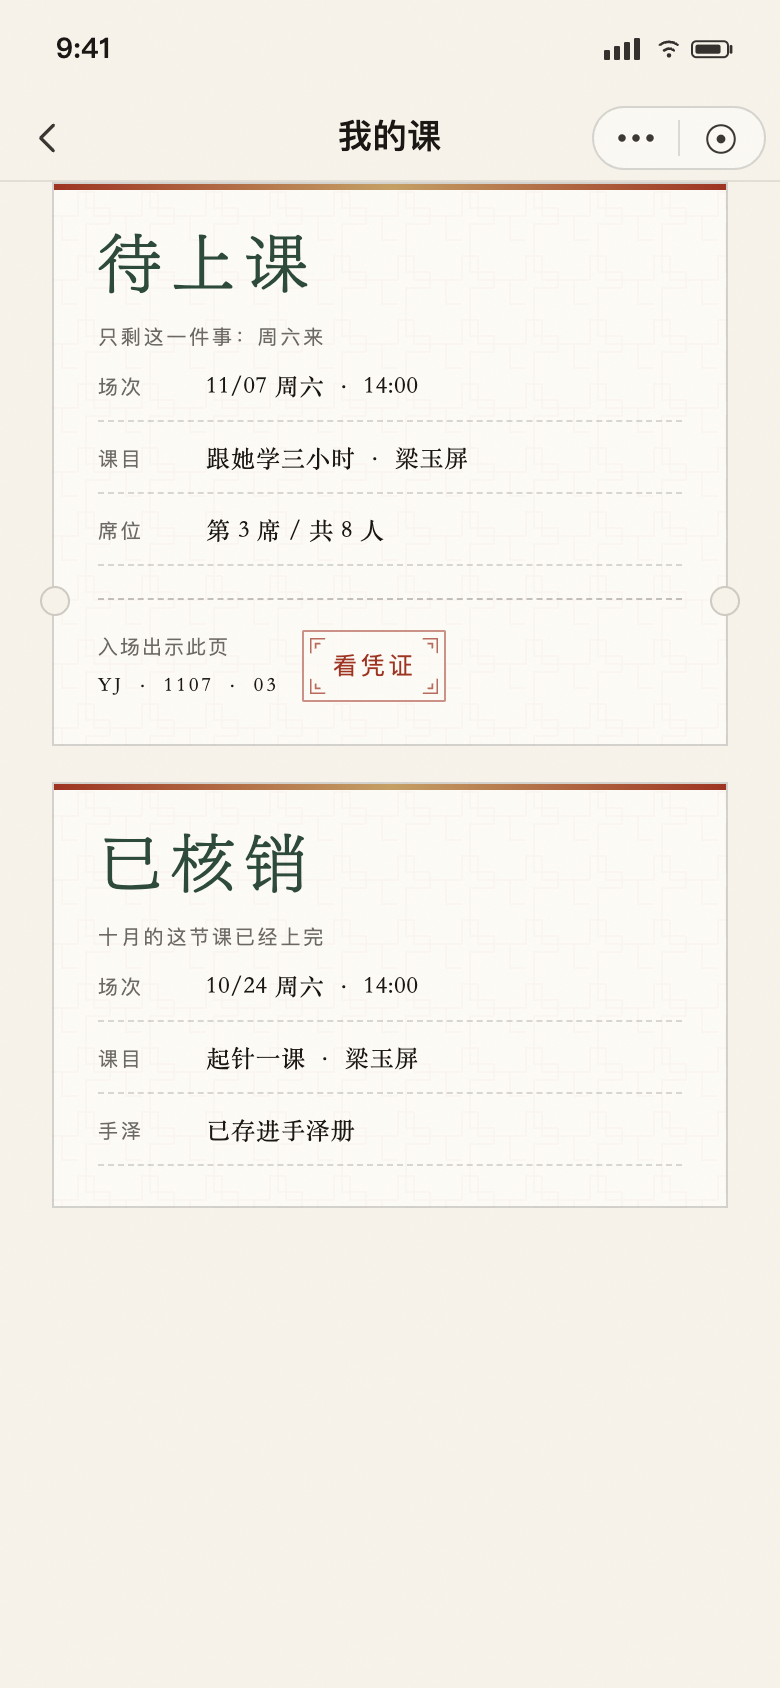 9:41
我的课
待上课
只剩这一件事：周六来
场次 11/07 周六 · 14:00
课目 跟她学三小时 · 梁玉屏
席位 第 3 席 / 共 8 人
入场出示此页
YJ · 1107 · 03
看凭证
已核销
十月的这节课已经上完
场次 10/24 周六 · 14:00
课目 起针一课 · 梁玉屏
手泽 已存进手泽册